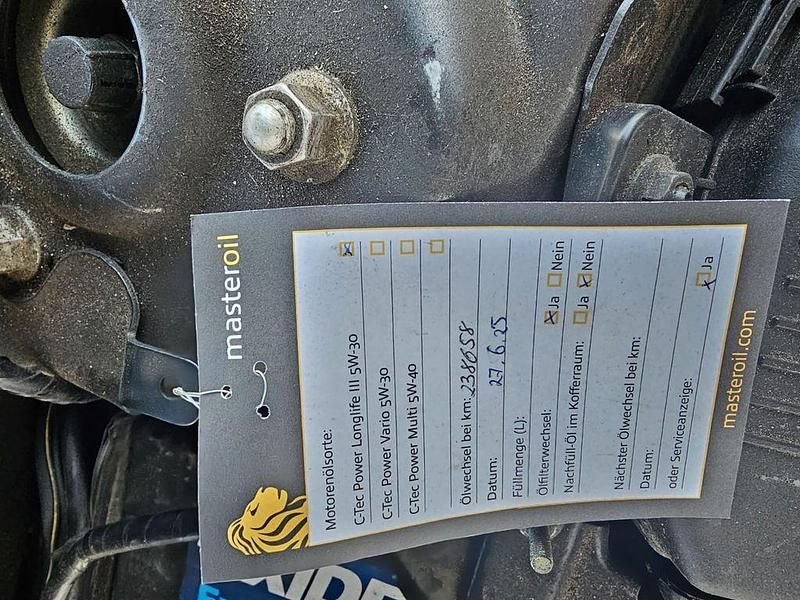 masteroil
Motorenölsorte:
C-Tec Power Longlife III 5W-30 ☒
C-Tec Power Vario 5W-30 ☐
C-Tec Power Multi 5W-40 ☐
☐
Ölwechsel bei km: 238658
Datum: 27.6.25
Füllmenge (L):
Ölfilterwechsel: ☒ Ja ☐ Nein
Nachfüll-Öl im Kofferraum: ☐ Ja ☒ Nein
Nächster Ölwechsel bei km:
Datum:
oder Serviceanzeige: ☒ Ja
masteroil.com